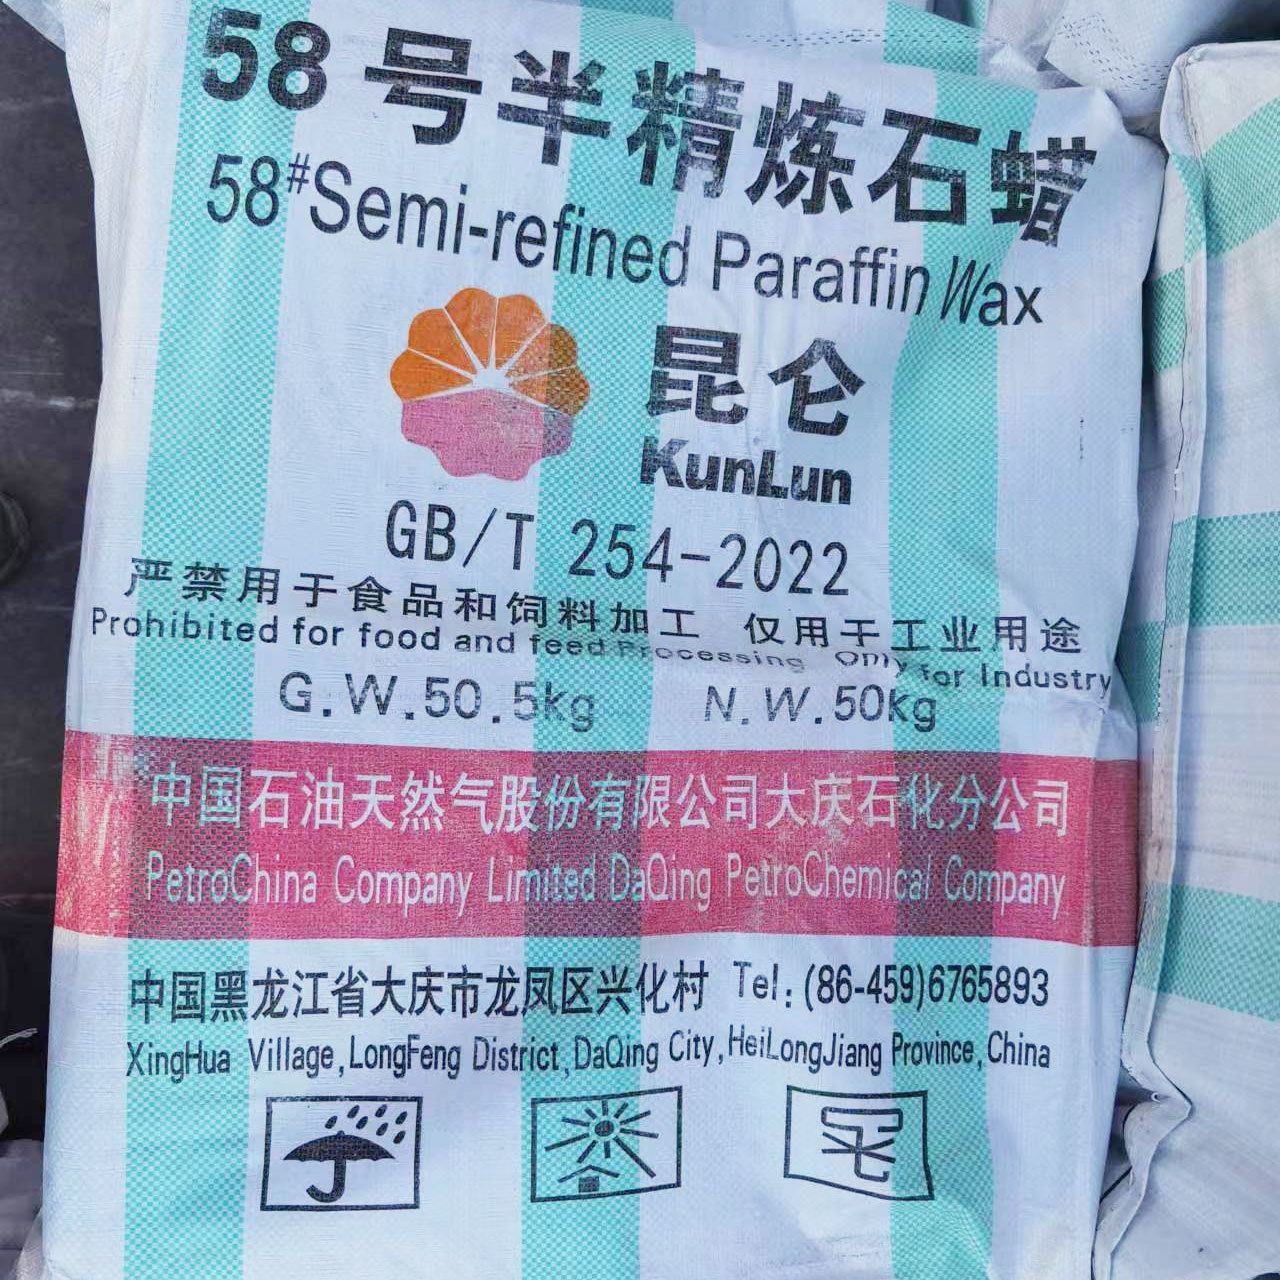 58号半精炼石蜡
58#Semi-refined Paraffin Wax
昆仑
KunLun
GB/T 254-2022
严禁用于食品和饲料加工 仅用于工业用途
Prohibited for food and feed Processing Only for Industry
G.W.50.5kg N.W.50kg
中国石油天然气股份有限公司大庆石化分公司
PetroChina Company Limited DaQing PetroChemical Company
中国黑龙江省大庆市龙凤区兴化村 Tel:(86-459)6765893
XingHua Village,LongFeng District,DaQing City,HeiLongJiang Province,China